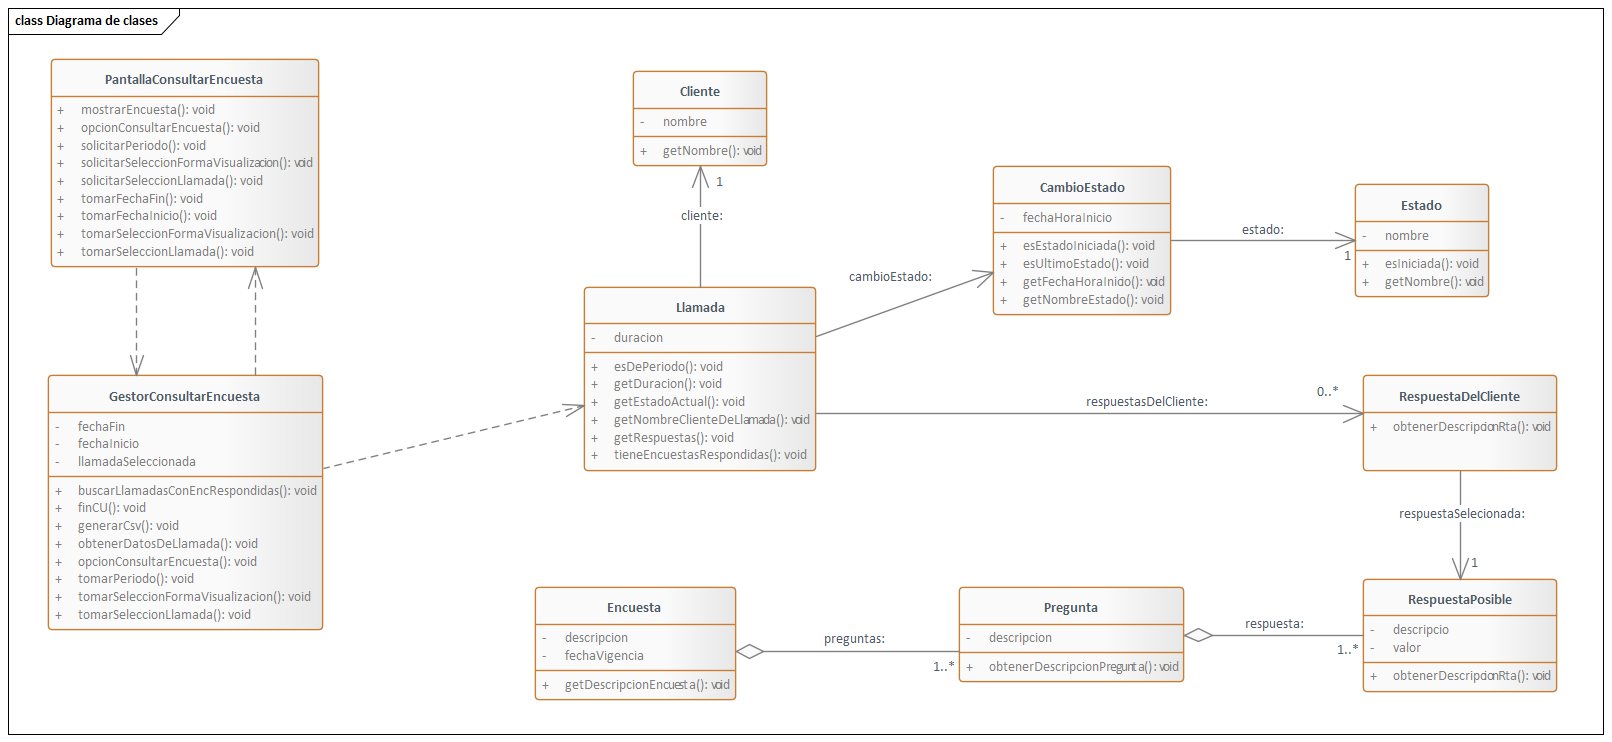 class Diagrama de clases
PantallaConsultarEncuesta
+ mostrarEncuesta(): void
+ opcionConsultarEncuesta(): void
+ solicitarPeriodo(): void
+ solicitarSeleccionFormaVisualizacion(): void
+ solicitarSeleccionLlamada(): void
+ tomarFechaFin(): void
+ tomarFechaInicio(): void
+ tomarSeleccionFormaVisualizacion(): void
+ tomarSeleccionLlamada(): void
Cliente
- nombre
+ getNombre(): void
1
cliente:
CambioEstado
- fechaHoraInicio
+ esEstadoIniciada(): void
+ esUltimoEstado(): void
+ getFechaHoraInicio(): void
+ getNombreEstado(): void
estado:
1
Estado
- nombre
+ esIniciada(): void
+ getNombre(): void
cambioEstado:
Llamada
- duracion
+ esDePeriodo(): void
+ getDuracion(): void
+ getEstadoActual(): void
+ getNombreClienteDeLlamada(): void
+ getRespuestas(): void
+ tieneEncuestasRespondidas(): void
respuestasDelCliente:
0..*
RespuestaDelCliente
+ obtenerDescripcionRta(): void
GestorConsultarEncuesta
- fechaFin
- fechaInicio
- llamadaSeleccionada
+ buscarLlamadasConEncRespondidas(): void
+ finCU(): void
+ generarCsv(): void
+ obtenerDatosDeLlamada(): void
+ opcionConsultarEncuesta(): void
+ tomarPeriodo(): void
+ tomarSeleccionFormaVisualizacion(): void
+ tomarSeleccionLlamada(): void
respuestaSelecionada:
1
Encuesta
- descripcion
- fechaVigencia
+ getDescripcionEncuesta(): void
preguntas:
1..*
Pregunta
- descripcion
+ obtenerDescripcionPregunta(): void
respuesta:
1..*
RespuestaPosible
- descripcio
- valor
+ obtenerDescripcionRta(): void